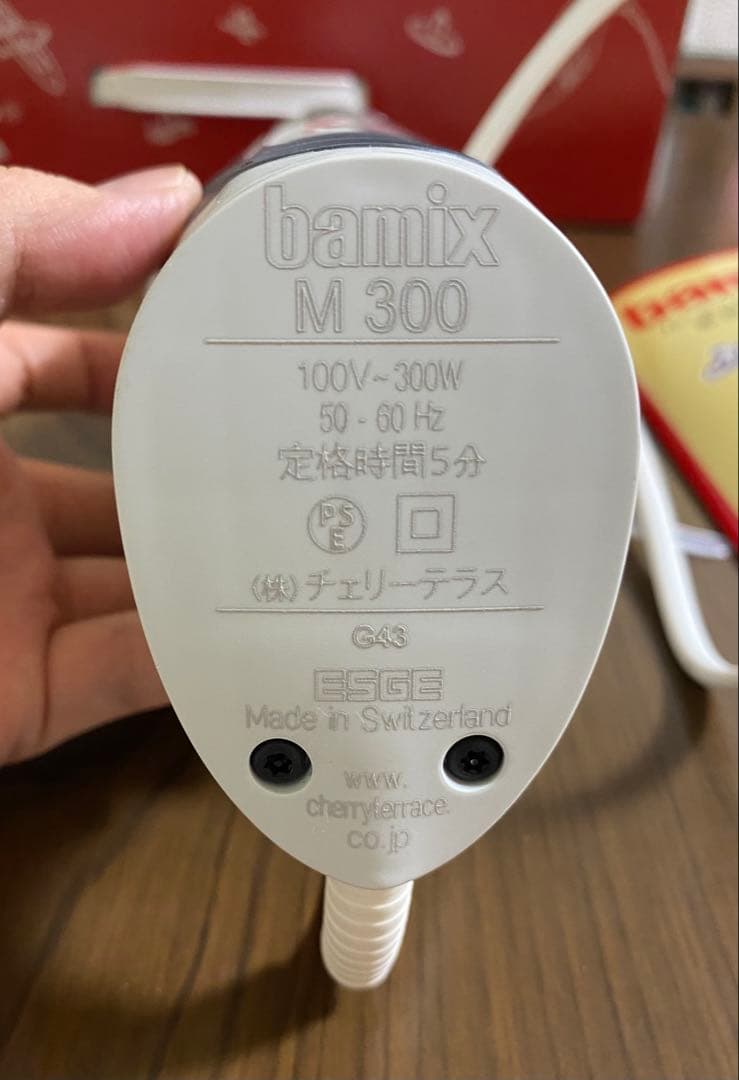 bamix
M 300
100V~300W
50 - 60 Hz
定格時間5分
PS
E
(株)チェリーテラス
G43
ESGE
Made in Switzerland
www.
cherryterrace.
co.jp